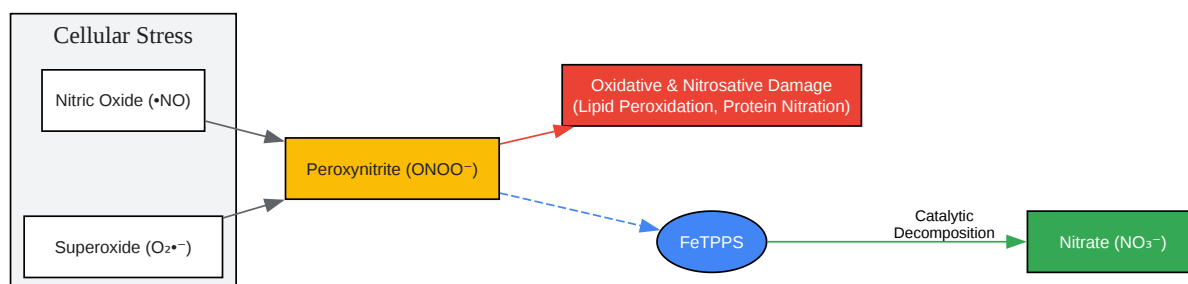 Cellular Stress
Nitric Oxide (•NO)
Superoxide (O₂•⁻)
Peroxynitrite (ONOO⁻)
Oxidative & Nitrosative Damage
(Lipid Peroxidation, Protein Nitration)
FeTPPS
Catalytic
Decomposition
Nitrate (NO₃⁻)